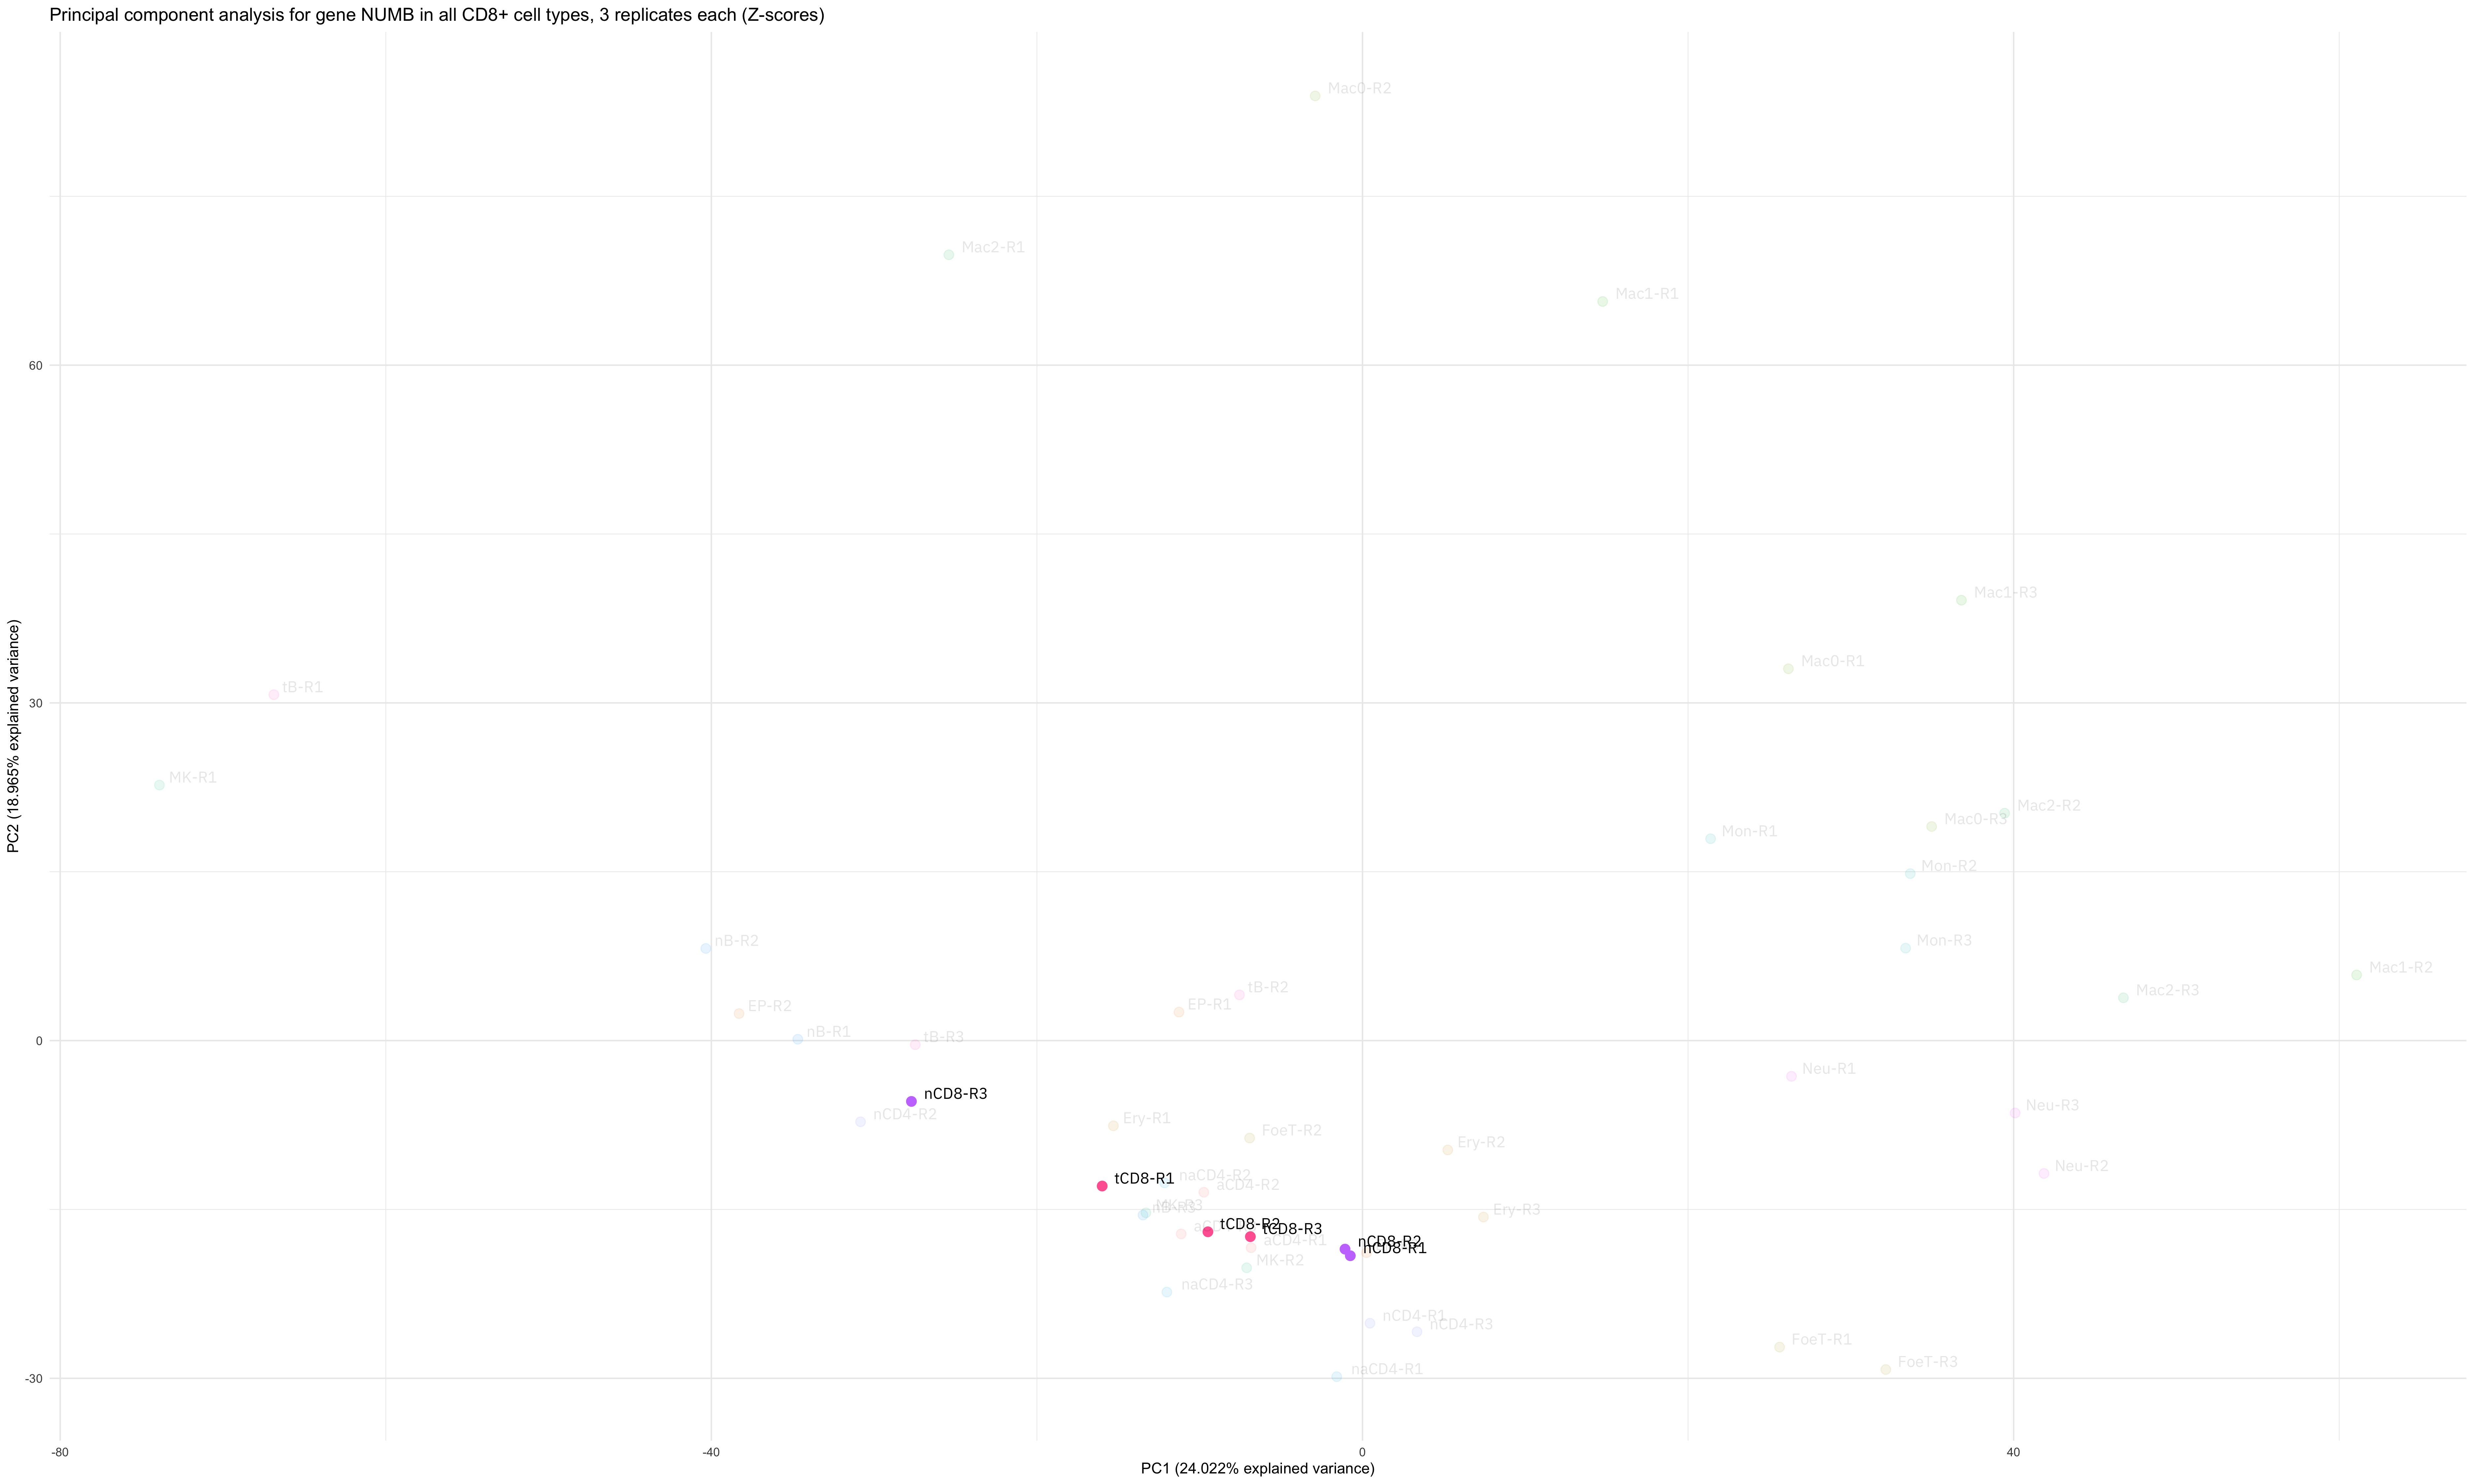 Principal component analysis for gene NUMB in all CD8+ cell types, 3 replicates each (Z-scores)
Mac0-R2
Mac2-R1
Mac1-R1
60
Mac1-R3
Mac0-R1
tB-R1
30
MK-R1
Mac2-R2
Mac0-R3
Mon-R1
Mon-R2
nB-R2
Mon-R3
Mac1-R2
tB-R2
Mac2-R3
EP-R2
EP-R1
nB-R1
tB-R3
0
Neu-R1
nCD8-R3
Neu-R3
nCD4-R2
Ery-R1
FoeT-R2
Ery-R2
Neu-R2
naCD4-R2
tCD8-R1
aCD4-R2
MK-R3
nB-R3
Ery-R3
tCD8-R2
tCD8-R3
aCD4-R1
nCD8-R2
nCD8-R1
MK-R2
naCD4-R3
nCD4-R1
nCD4-R3
FoeT-R1
FoeT-R3
naCD4-R1
-30
-80
-40
0
40
PC1 (24.022% explained variance)
PC2 (18.965% explained variance)